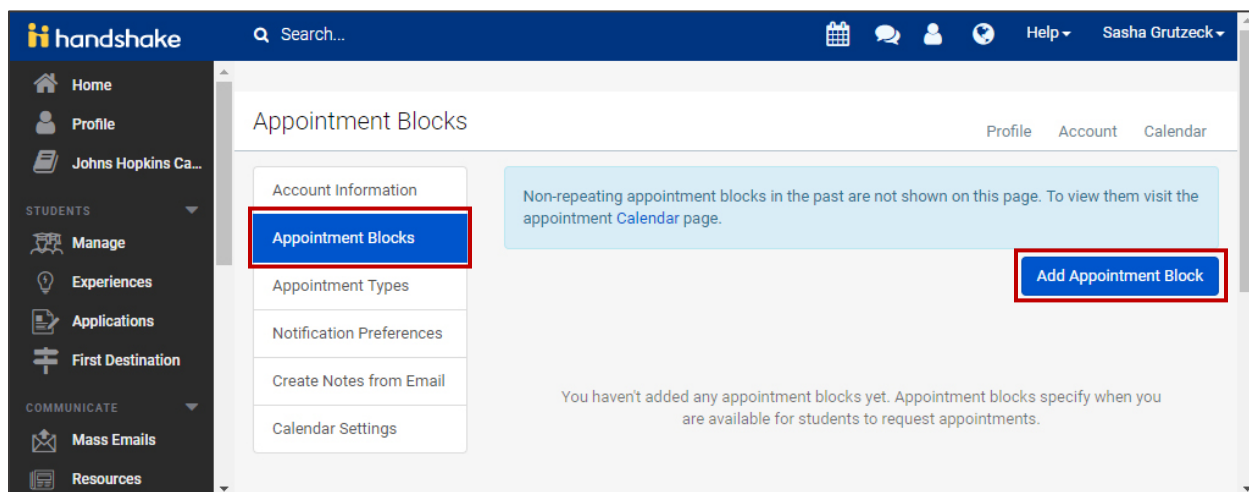 handshake
Search...
Help
Sasha Grutzeck
Home
Profile
Johns Hopkins Ca...
STUDENTS
Manage
Experiences
Applications
First Destination
COMMUNICATE
Mass Emails
Resources
Appointment Blocks
Profile
Account
Calendar
Account Information
Appointment Blocks
Appointment Types
Notification Preferences
Create Notes from Email
Calendar Settings
Non-repeating appointment blocks in the past are not shown on this page. To view them visit the
appointment Calendar page.
Add Appointment Block
You haven't added any appointment blocks yet. Appointment blocks specify when you
are available for students to request appointments.